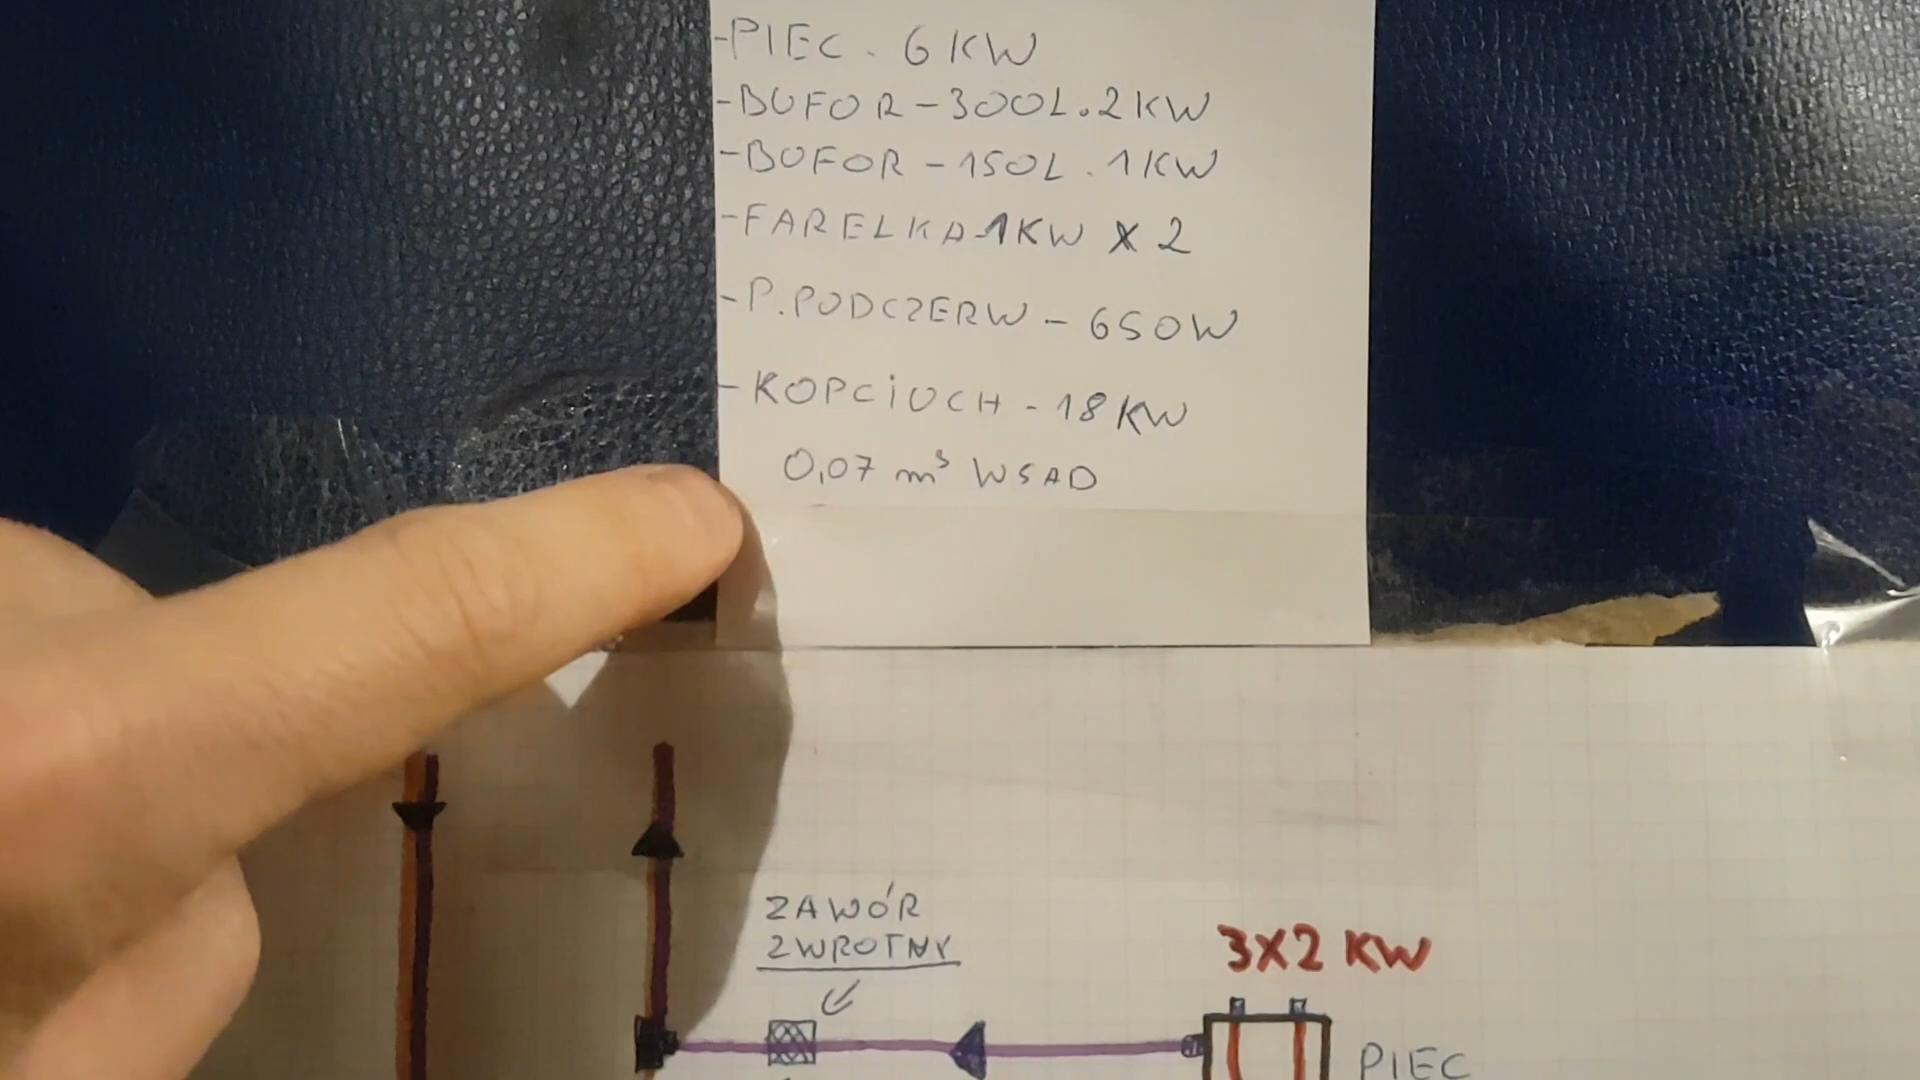 -PIEC. 6KW
-BUFOR-300L.2KW
-BUFOR-150L.1KW
-FARELKA-1KW X 2
-P.PODCZERW-650W
-KOPCiUCH-18KW
0,07 m³ WSAD
ZAWÓR
ZWROTNY
3X2 KW
PIEC